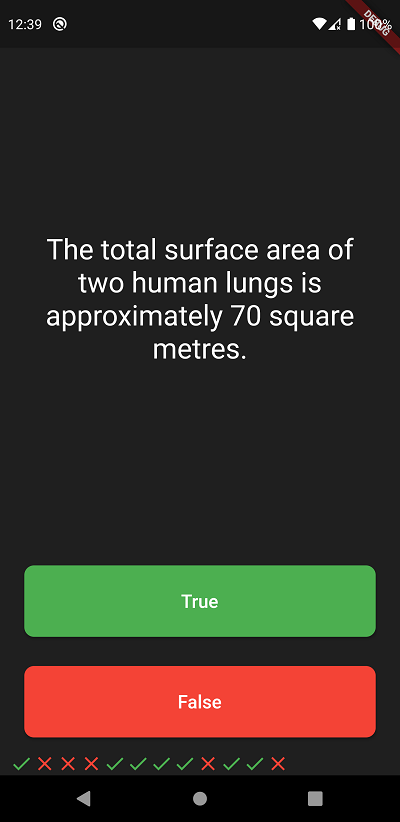 12:39
100%
DEBUG
The total surface area of
two human lungs is
approximately 70 square
metres.
True
False